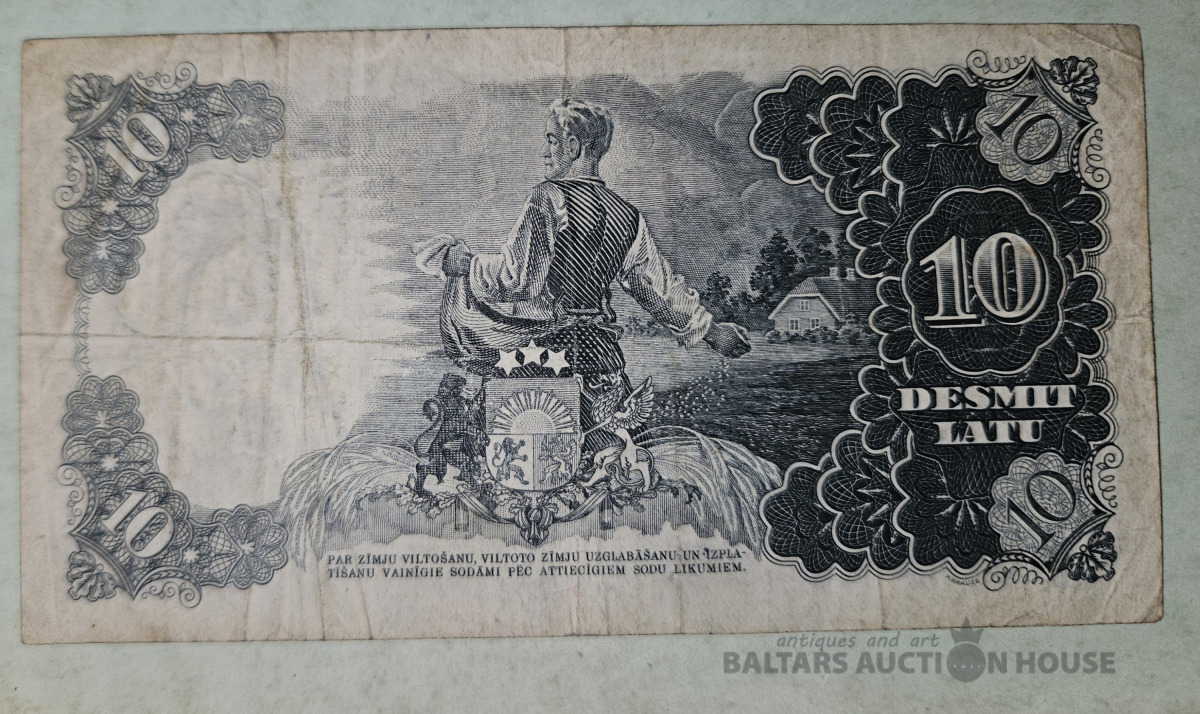 10
10
10
DESMIT
LATU
10
10
PAR ZĪMJU VILTOŠANU, VILTOTO ZĪMJU UZGLABĀŠANU UN IZPLA-
TĪŠANU VAINĪGIE SODĀMI PĒC ATTIECĪGIEM SODU LIKUMIEM.
antiques and art
BALTARS AUCTION HOUSE